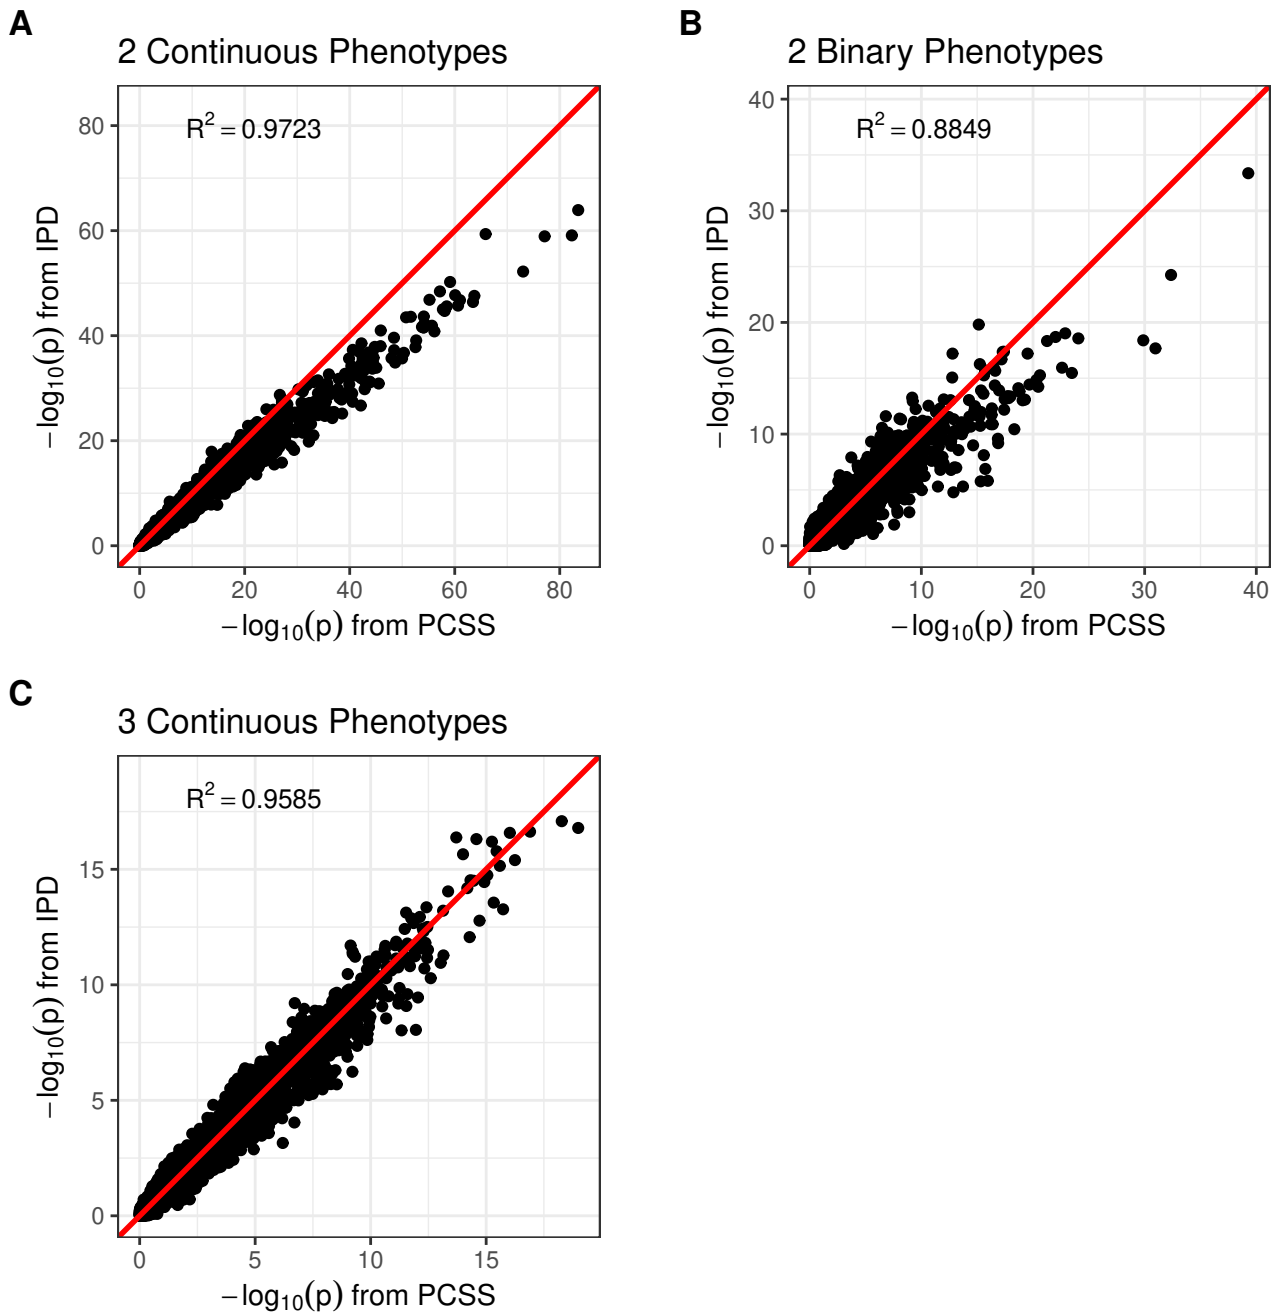 A
2 Continuous Phenotypes
R² = 0.9723
80
60
40
20
0
−log₁₀(p) from IPD
0 20 40 60 80
−log₁₀(p) from PCSS
B
2 Binary Phenotypes
R² = 0.8849
40
30
20
10
0
−log₁₀(p) from IPD
0 10 20 30 40
−log₁₀(p) from PCSS
C
3 Continuous Phenotypes
R² = 0.9585
15
10
5
0
−log₁₀(p) from IPD
0 5 10 15
−log₁₀(p) from PCSS